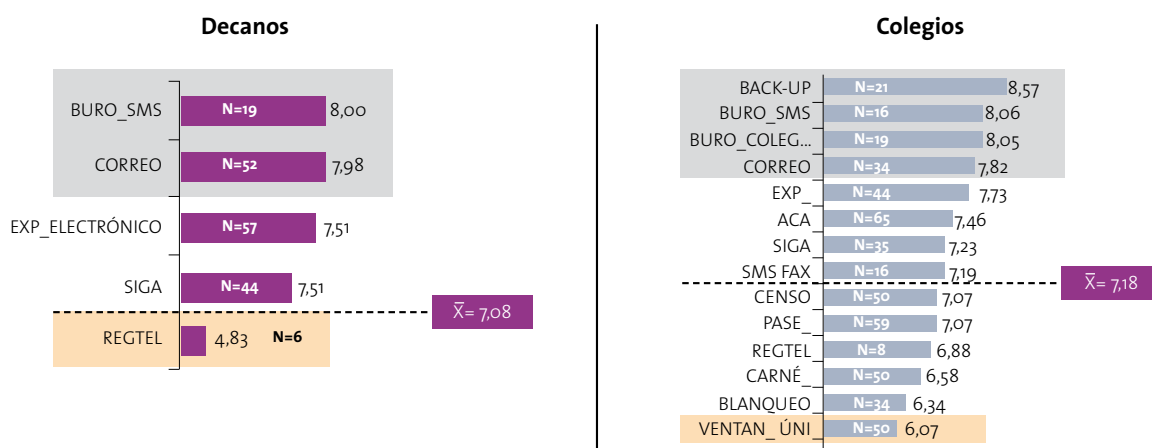 Decanos
BURO_SMS N=19 8,00
CORREO N=52 7,98
EXP_ELECTRÓNICO N=57 7,51
SIGA N=44 7,51
X̅= 7,08
REGTEL 4,83 N=6
Colegios
BACK-UP N=21 8,57
BURO_SMS N=16 8,06
BURO_COLEG... N=19 8,05
CORREO N=34 7,82
EXP_ N=44 7,73
ACA N=65 7,46
SIGA N=35 7,23
SMS FAX N=16 7,19
X̅= 7,18
CENSO N=50 7,07
PASE_ N=59 7,07
REGTEL N=8 6,88
CARNÉ_ N=50 6,58
BLANQUEO N=34 6,34
VENTAN_ÚNI N=50 6,07